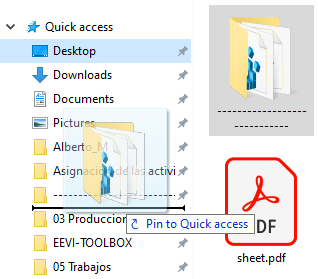 Quick access
Desktop
Downloads
Documents
Pictures
Alberto_M
Asignacion de las activi
--------------------
03 Produccion
Pin to Quick access
EEVI-TOOLBOX
05 Trabajos
--------------------
------------
PDF
sheet.pdf